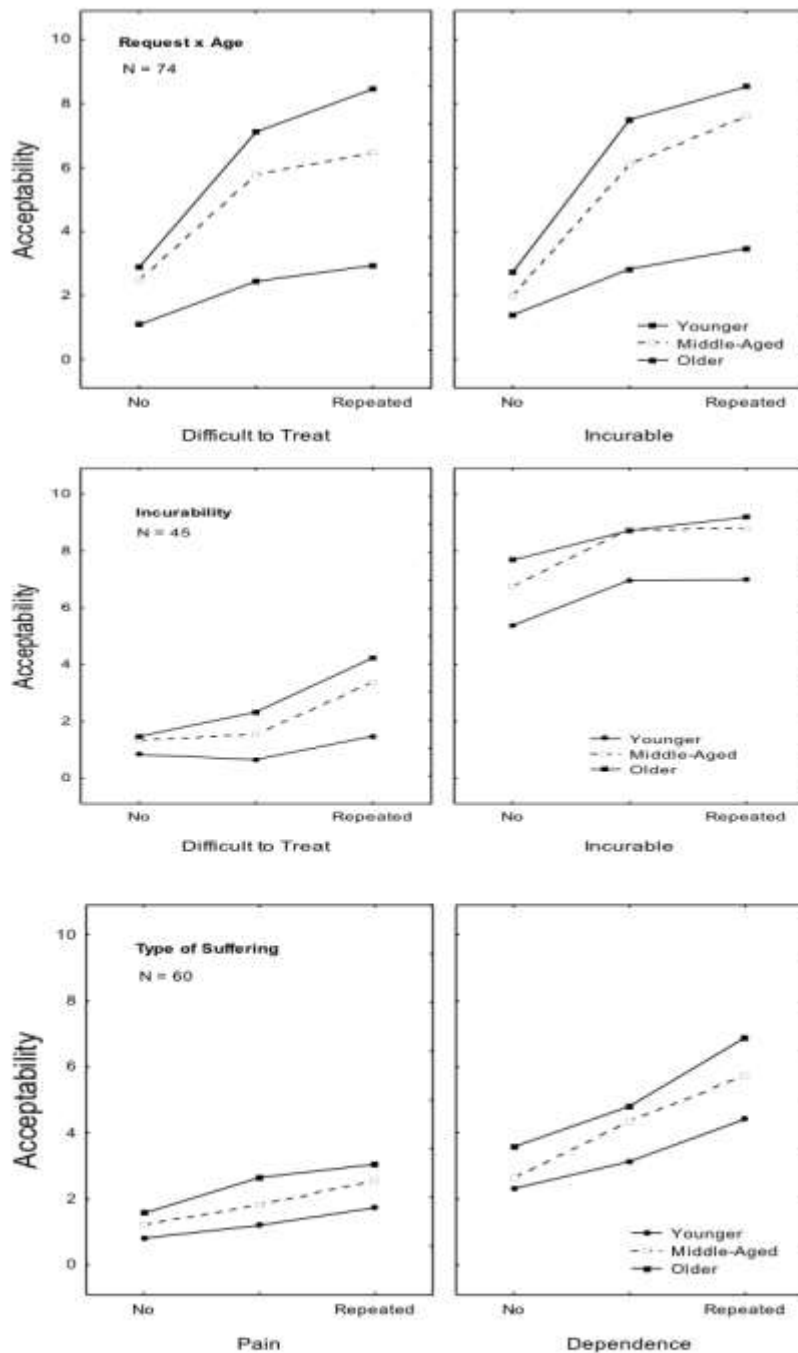 Request x Age
N = 74
Acceptability
10
8
6
4
2
0
Younger
Middle-Aged
Older
No Repeated No Repeated
Difficult to Treat Incurable
Incurability
N = 45
Acceptability
10
8
6
4
2
0
Younger
Middle-Aged
Older
No Repeated No Repeated
Difficult to Treat Incurable
Type of Suffering
N = 60
Acceptability
10
8
6
4
2
0
Younger
Middle-Aged
Older
No Repeated No Repeated
Pain Dependence